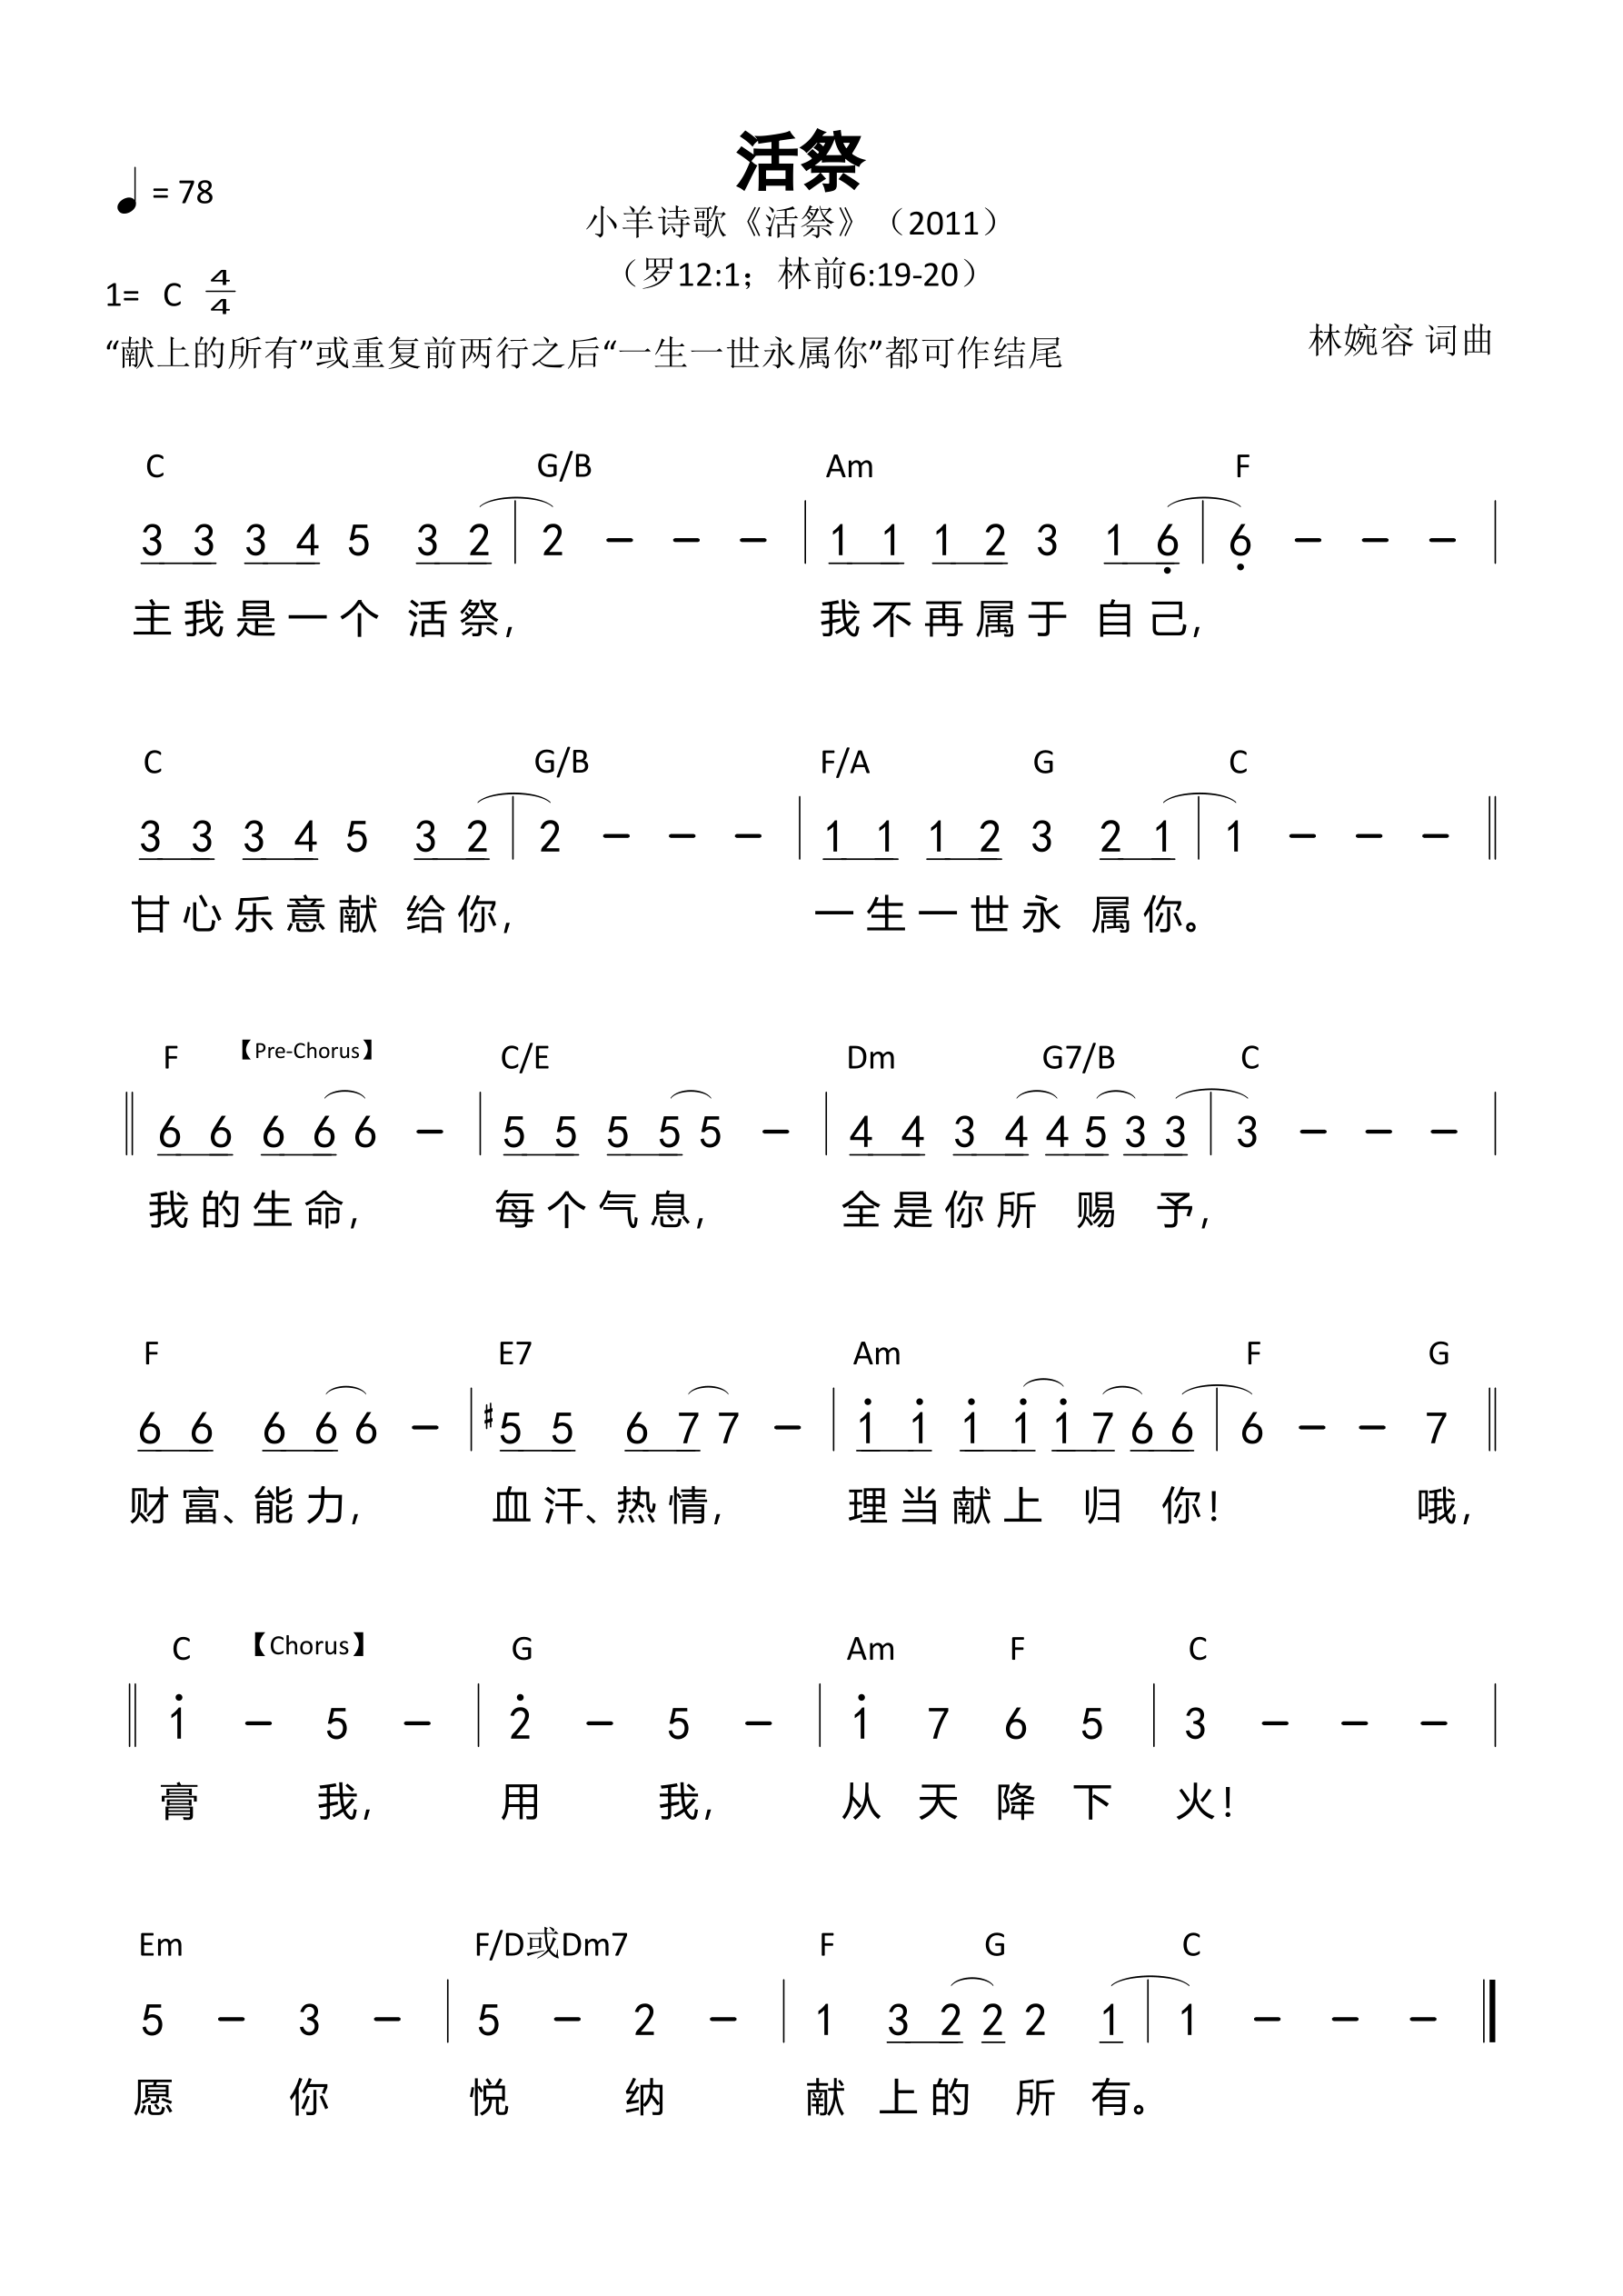 活祭
♩ = 78
小羊诗歌《活祭》（2011）
（罗12:1；林前6:19-20）
1= C 4/4
林婉容 词曲
“献上的所有”或重复前两行之后“一生一世永属你”都可作结尾
C G/B Am F
3 3 3 4 5 3 2 | 2 – – – | 1 1 1 2 3 1 6̣ | 6̣ – – – |
主我是一个 活祭, 我不再属于 自己,
C G/B F/A G C
3 3 3 4 5 3 2 | 2 – – – | 1 1 1 2 3 2 1 | 1 – – – ‖
甘心乐意献 给你, 一生一世永 属你。
F 【Pre-Chorus】 C/E Dm G7/B C
‖ 6 6 6 6 6 – | 5 5 5 5 5 – | 4 4 3 4 4 5 3 3 | 3 – – – |
我的生命, 每个气息, 全是你所 赐 予,
F E7 Am F G
6 6 6 6 6 – | ♯5 5 6 7 7 – | 1̇ 1̇ 1̇ 1̇ 1̇ 7 6 6 | 6 – – 7 ‖
财富、能力, 血汗、热情, 理当献上 归 你! 哦,
C 【Chorus】 G Am F C
‖ 1̇ – 5 – | 2̇ – 5 – | 1̇ 7 6 5 | 3 – – – |
膏 我, 用 我, 从 天 降 下 火!
Em F/D或Dm7 F G C
5 – 3 – | 5 – 2 – | 1 3 2 2 2 1 | 1 – – – ‖
愿 你 悦 纳 献 上的 所 有。